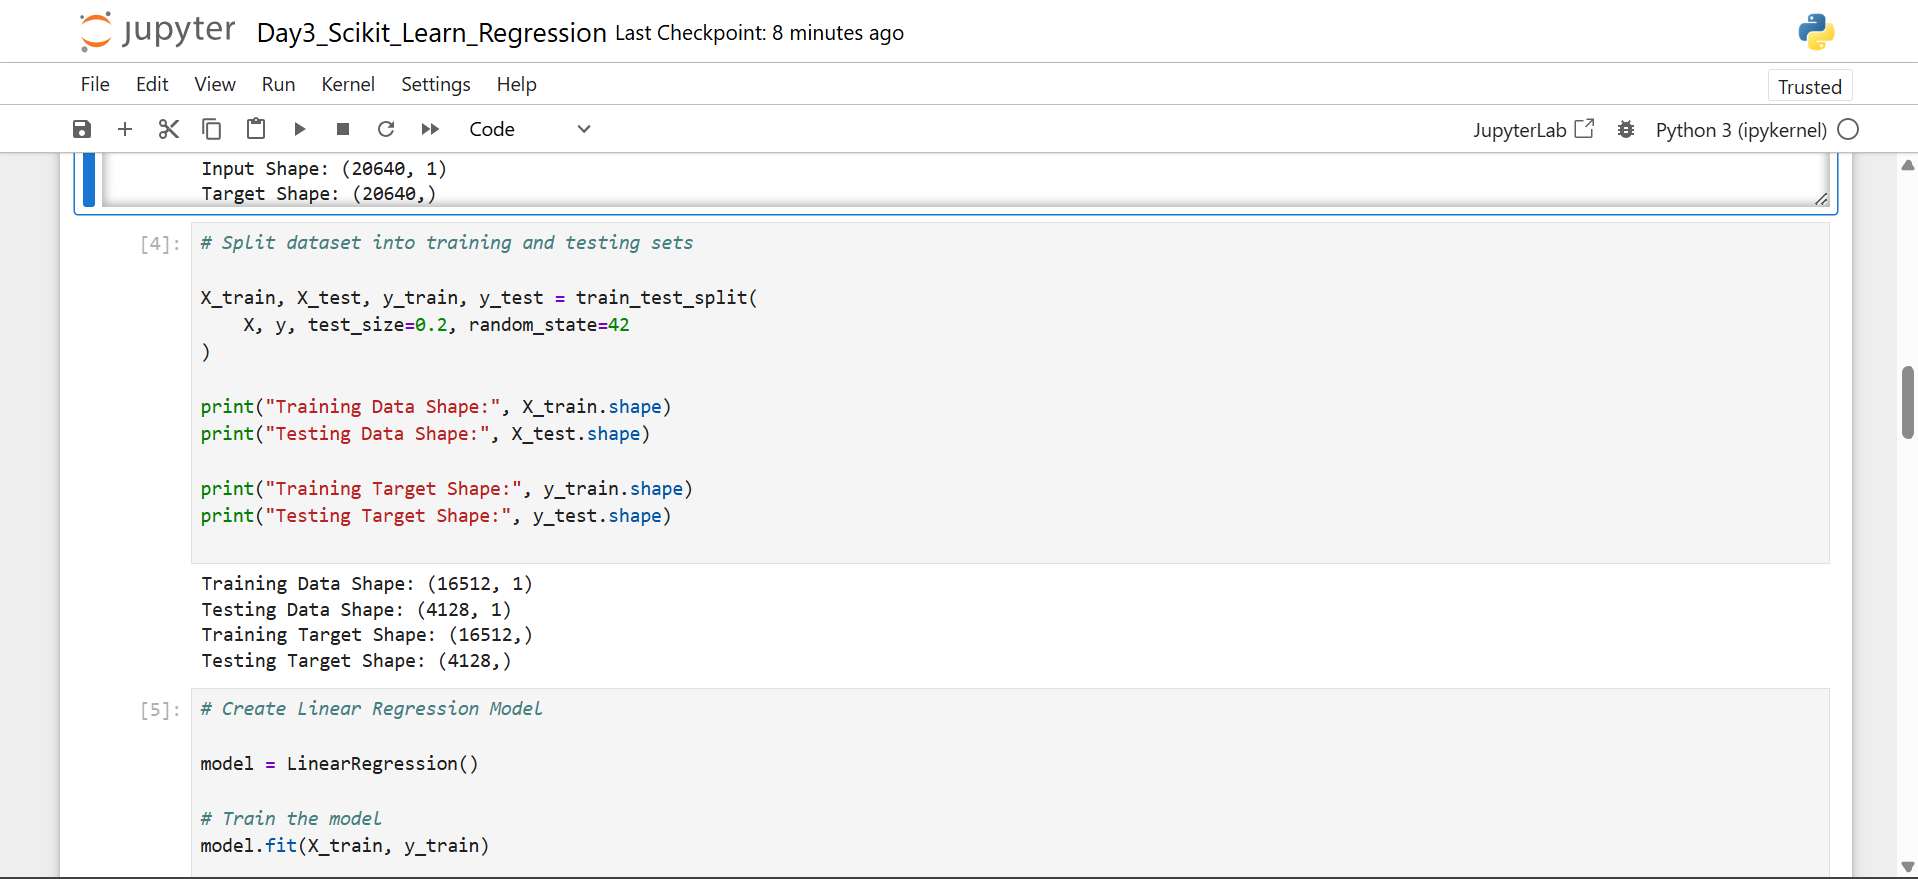 jupyter Day3_Scikit_Learn_Regression Last Checkpoint: 8 minutes ago
File Edit View Run Kernel Settings Help Trusted
Code JupyterLab Python 3 (ipykernel)
Input Shape: (20640, 1)
Target Shape: (20640,)
[4]: # Split dataset into training and testing sets
X_train, X_test, y_train, y_test = train_test_split(
    X, y, test_size=0.2, random_state=42
)
print("Training Data Shape:", X_train.shape)
print("Testing Data Shape:", X_test.shape)
print("Training Target Shape:", y_train.shape)
print("Testing Target Shape:", y_test.shape)
Training Data Shape: (16512, 1)
Testing Data Shape: (4128, 1)
Training Target Shape: (16512,)
Testing Target Shape: (4128,)
[5]: # Create Linear Regression Model
model = LinearRegression()
# Train the model
model.fit(X_train, y_train)